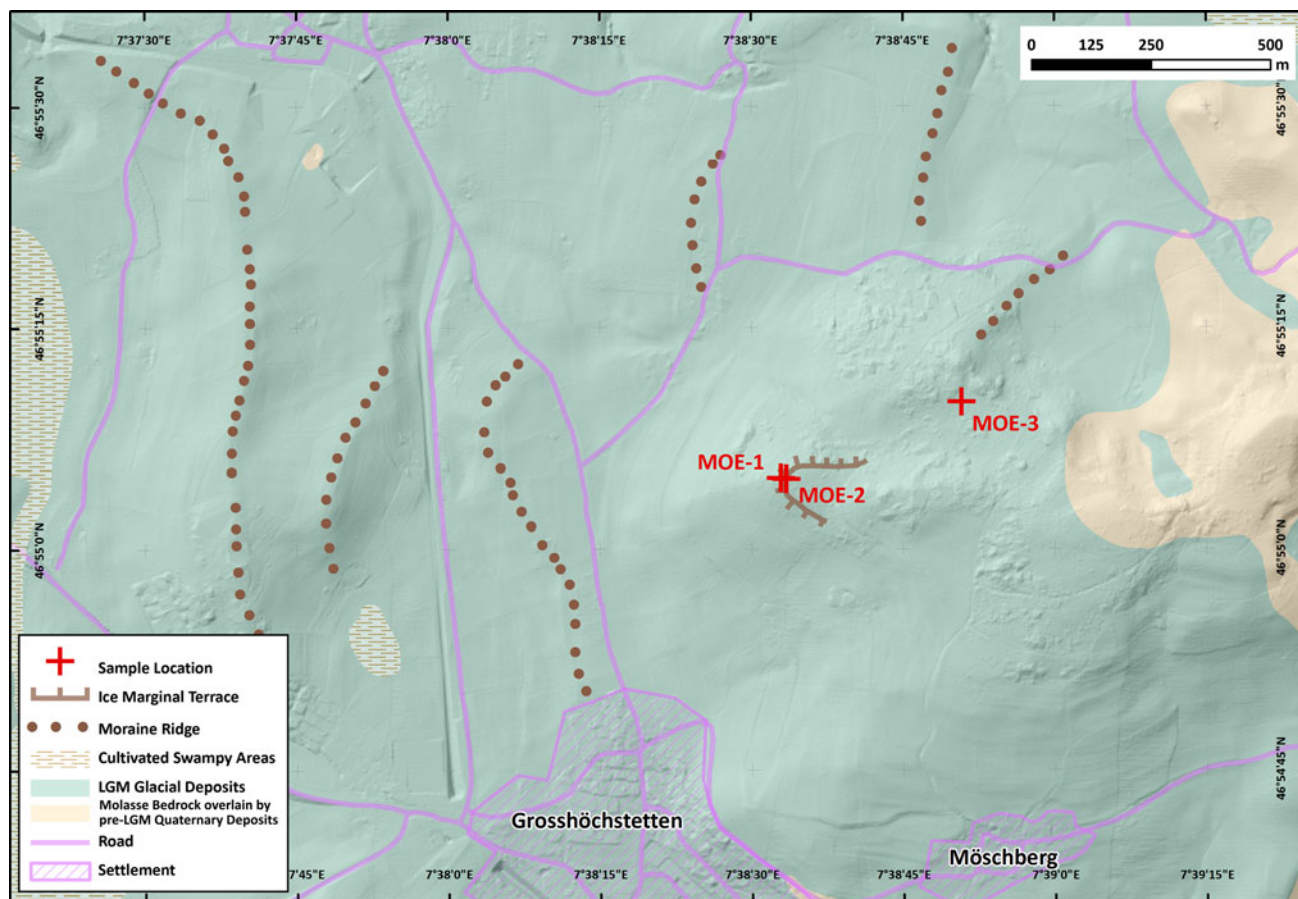 7°37'30"E
7°37'45"E
7°38'0"E
7°38'15"E
7°38'30"E
7°38'45"E
0 125 250 500
m
46°55'30"N
46°55'30"N
46°55'15"N
46°55'15"N
MOE-3
MOE-1
MOE-2
46°55'0"N
46°55'0"N
Sample Location
Ice Marginal Terrace
Moraine Ridge
Cultivated Swampy Areas
LGM Glacial Deposits
Molasse Bedrock overlain by
pre-LGM Quaternary Deposits
Road
Settlement
46°54'45"N
Grosshöchstetten
Möschberg
7°45"E
7°38'0"E
7°38'15"E
7°38'30"E
7°38'45"E
7°39'0"E
7°39'15"E